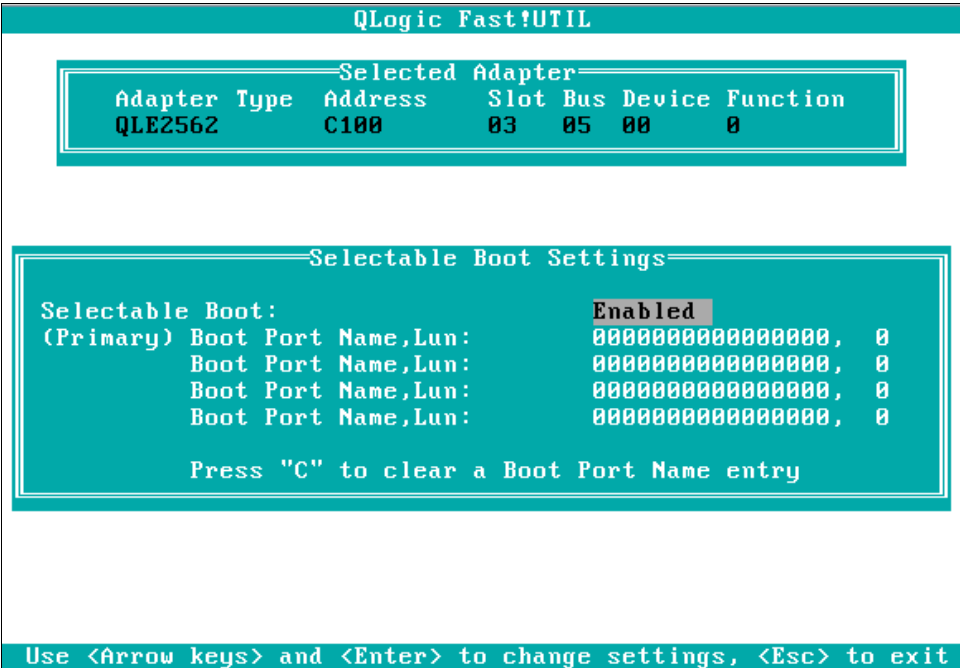 QLogic Fast!UTIL
Selected Adapter
Adapter Type Address Slot Bus Device Function
QLE2562 C100 03 05 00 0
Selectable Boot Settings
Selectable Boot: Enabled
(Primary) Boot Port Name,Lun: 0000000000000000, 0
Boot Port Name,Lun: 0000000000000000, 0
Boot Port Name,Lun: 0000000000000000, 0
Boot Port Name,Lun: 0000000000000000, 0
Press "C" to clear a Boot Port Name entry
Use <Arrow keys> and <Enter> to change settings, <Esc> to exit